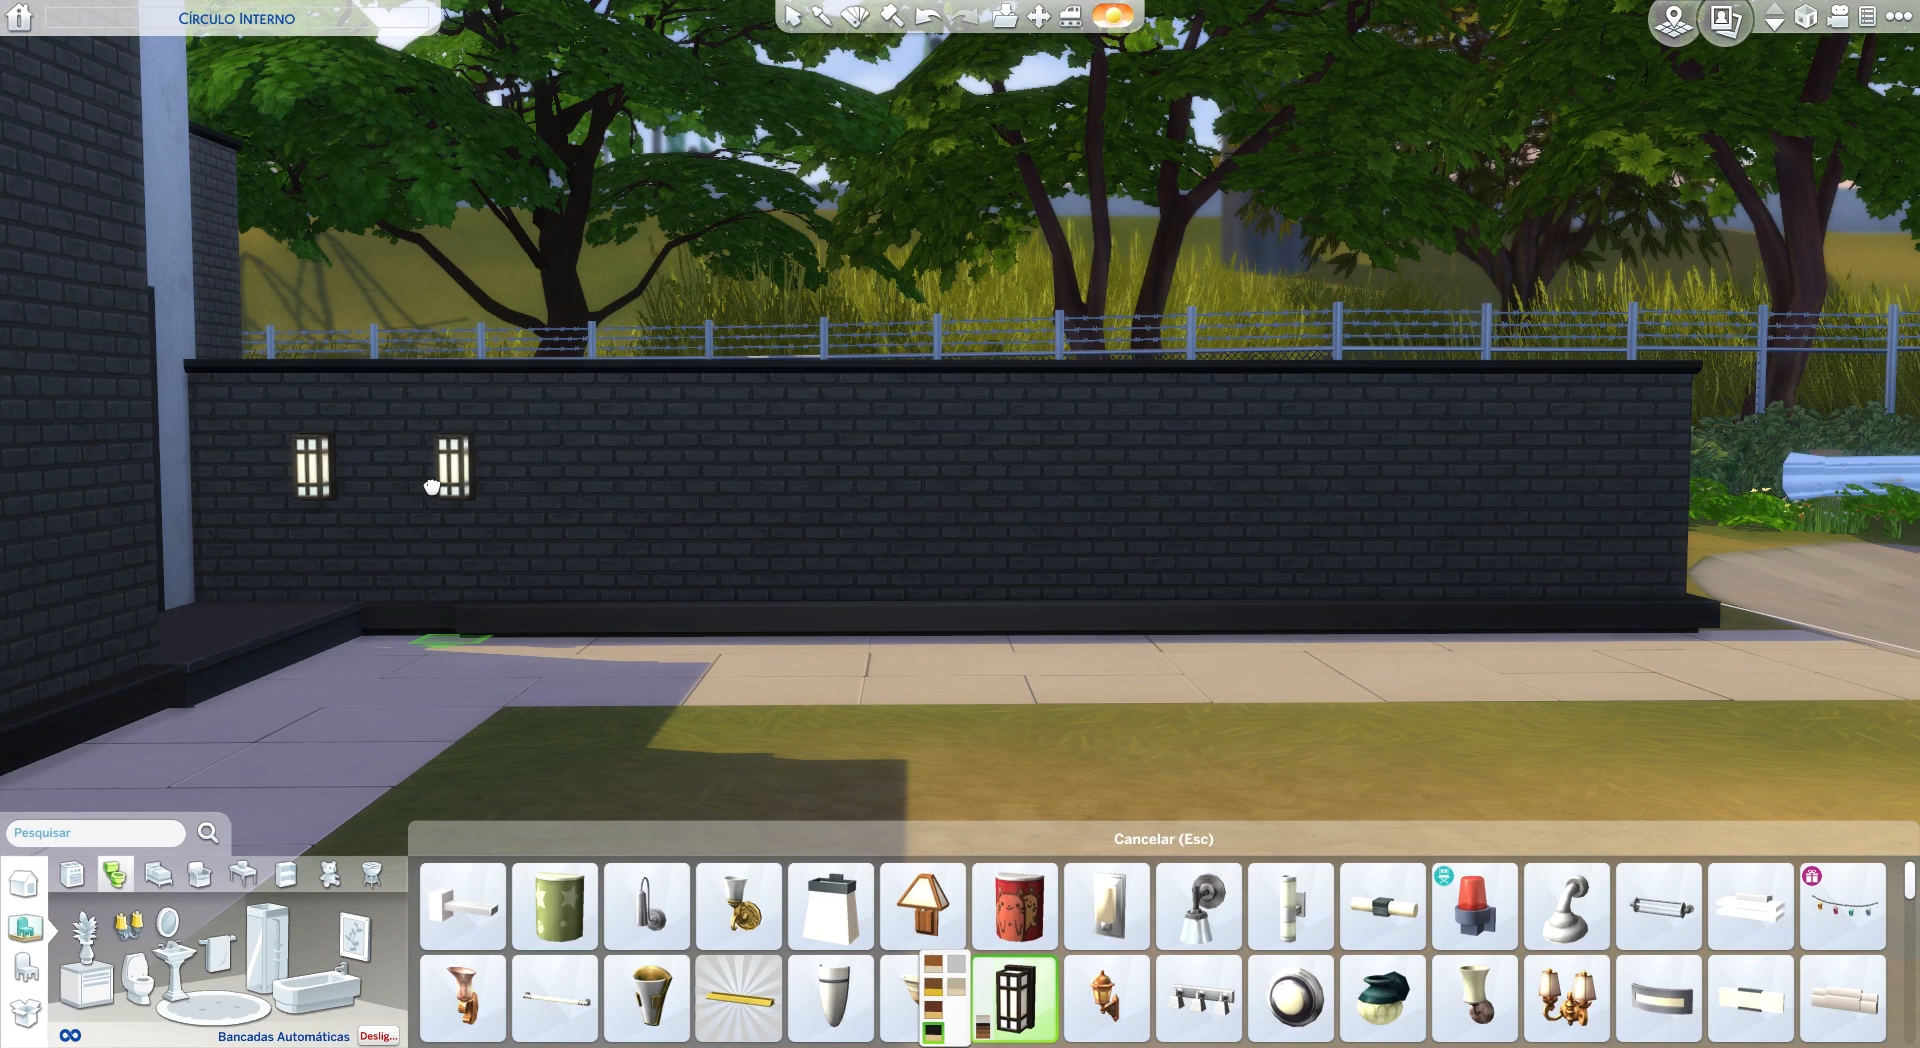 CÍRCULO INTERNO
Pesquisar
Cancelar (Esc)
Bancadas Automáticas
Deslig...